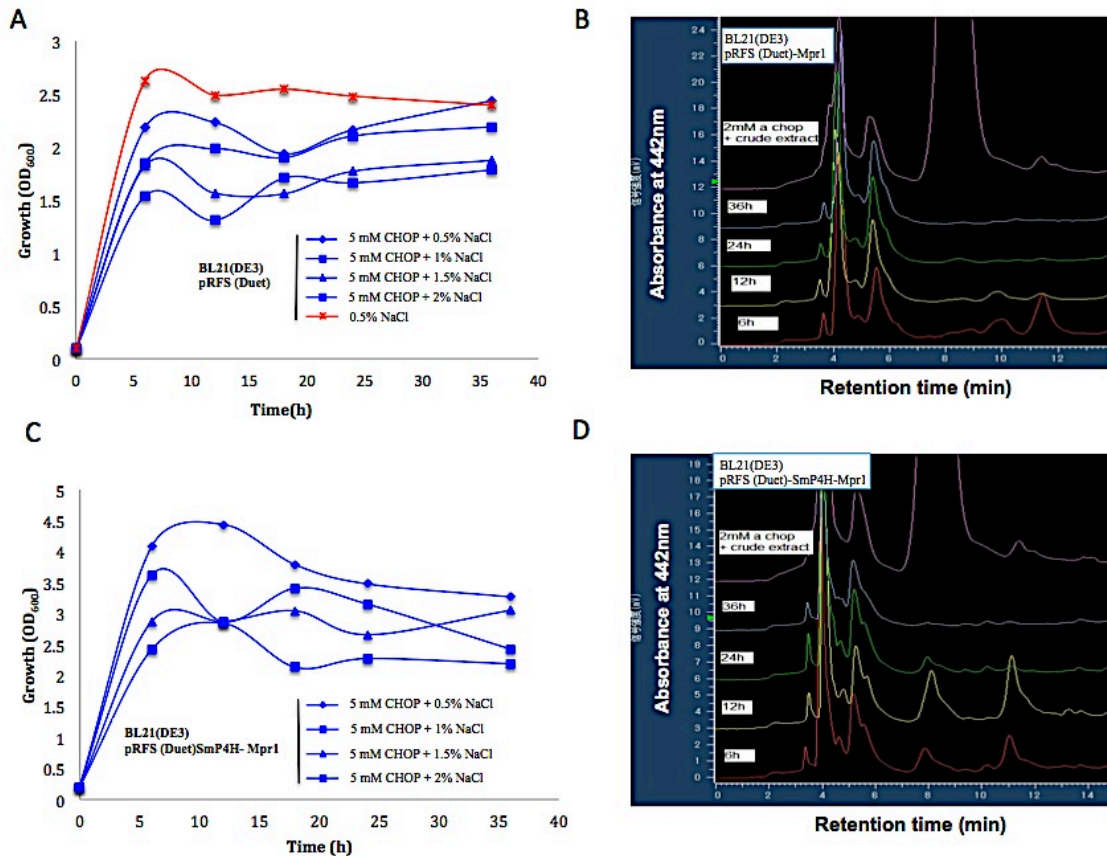 A
3
2.5
2
1.5
1
0.5
0
0
5
10
15
20
25
30
35
40
Growth (OD600)
Time(h)
BL21(DE3)
pRFS (Duet)
5 mM CHOP + 0.5% NaCl
5 mM CHOP + 1% NaCl
5 mM CHOP + 1.5% NaCl
5 mM CHOP + 2% NaCl
0.5% NaCl
B
BL21(DE3)
pRFS (Duet)-Mpr1
Absorbance at 442nm
24
22
20
18
16
14
12
10
8
6
4
2
0
2mM a chop
+ crude extract
36h
24h
12h
6h
0
2
4
6
8
10
12
Retention time (min)
C
5
4.5
4
3.5
3
2.5
2
1.5
1
0.5
0
0
5
10
15
20
25
30
35
40
Growth (OD600)
Time (h)
BL21(DE3)
pRFS (Duet)SmP4H- Mpr1
5 mM CHOP + 0.5% NaCl
5 mM CHOP + 1% NaCl
5 mM CHOP + 1.5% NaCl
5 mM CHOP + 2% NaCl
D
BL21(DE3)
pRFS (Duet)-SmP4H-Mpr1
Absorbance at 442nm
19
18
17
16
15
14
13
12
11
10
9
8
7
6
5
4
3
2
1
0
2mM a chop
+ crude extract
36h
24h
12h
6h
0
2
4
6
8
10
12
14
Retention time (min)